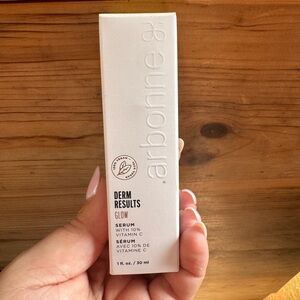 arbonne
DERM
RESULTS
GLOW
SERUM
WITH 10%
VITAMIN C
SÉRUM
AVEC 10% DE
VITAMINE C
1 fl. oz. / 30 ml